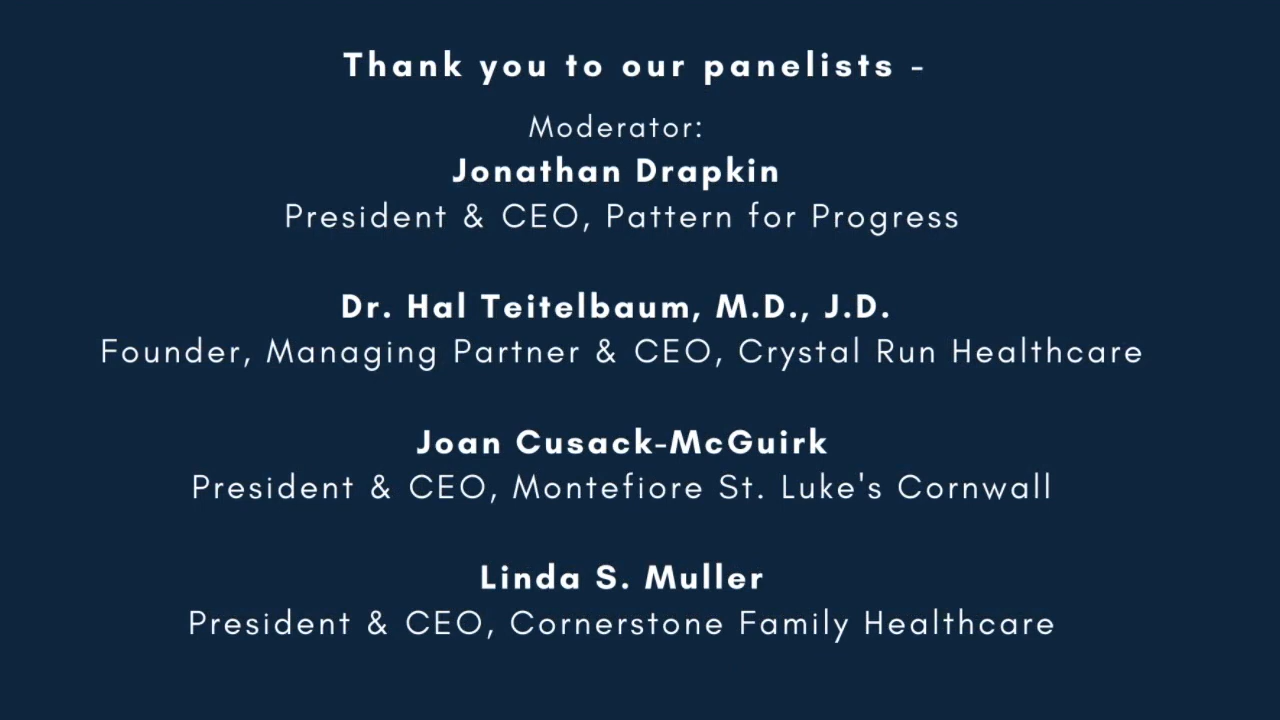 Thank you to our panelists -
Moderator:
Jonathan Drapkin
President & CEO, Pattern for Progress
Dr. Hal Teitelbaum, M.D., J.D.
Founder, Managing Partner & CEO, Crystal Run Healthcare
Joan Cusack-McGuirk
President & CEO, Montefiore St. Luke's Cornwall
Linda S. Muller
President & CEO, Cornerstone Family Healthcare